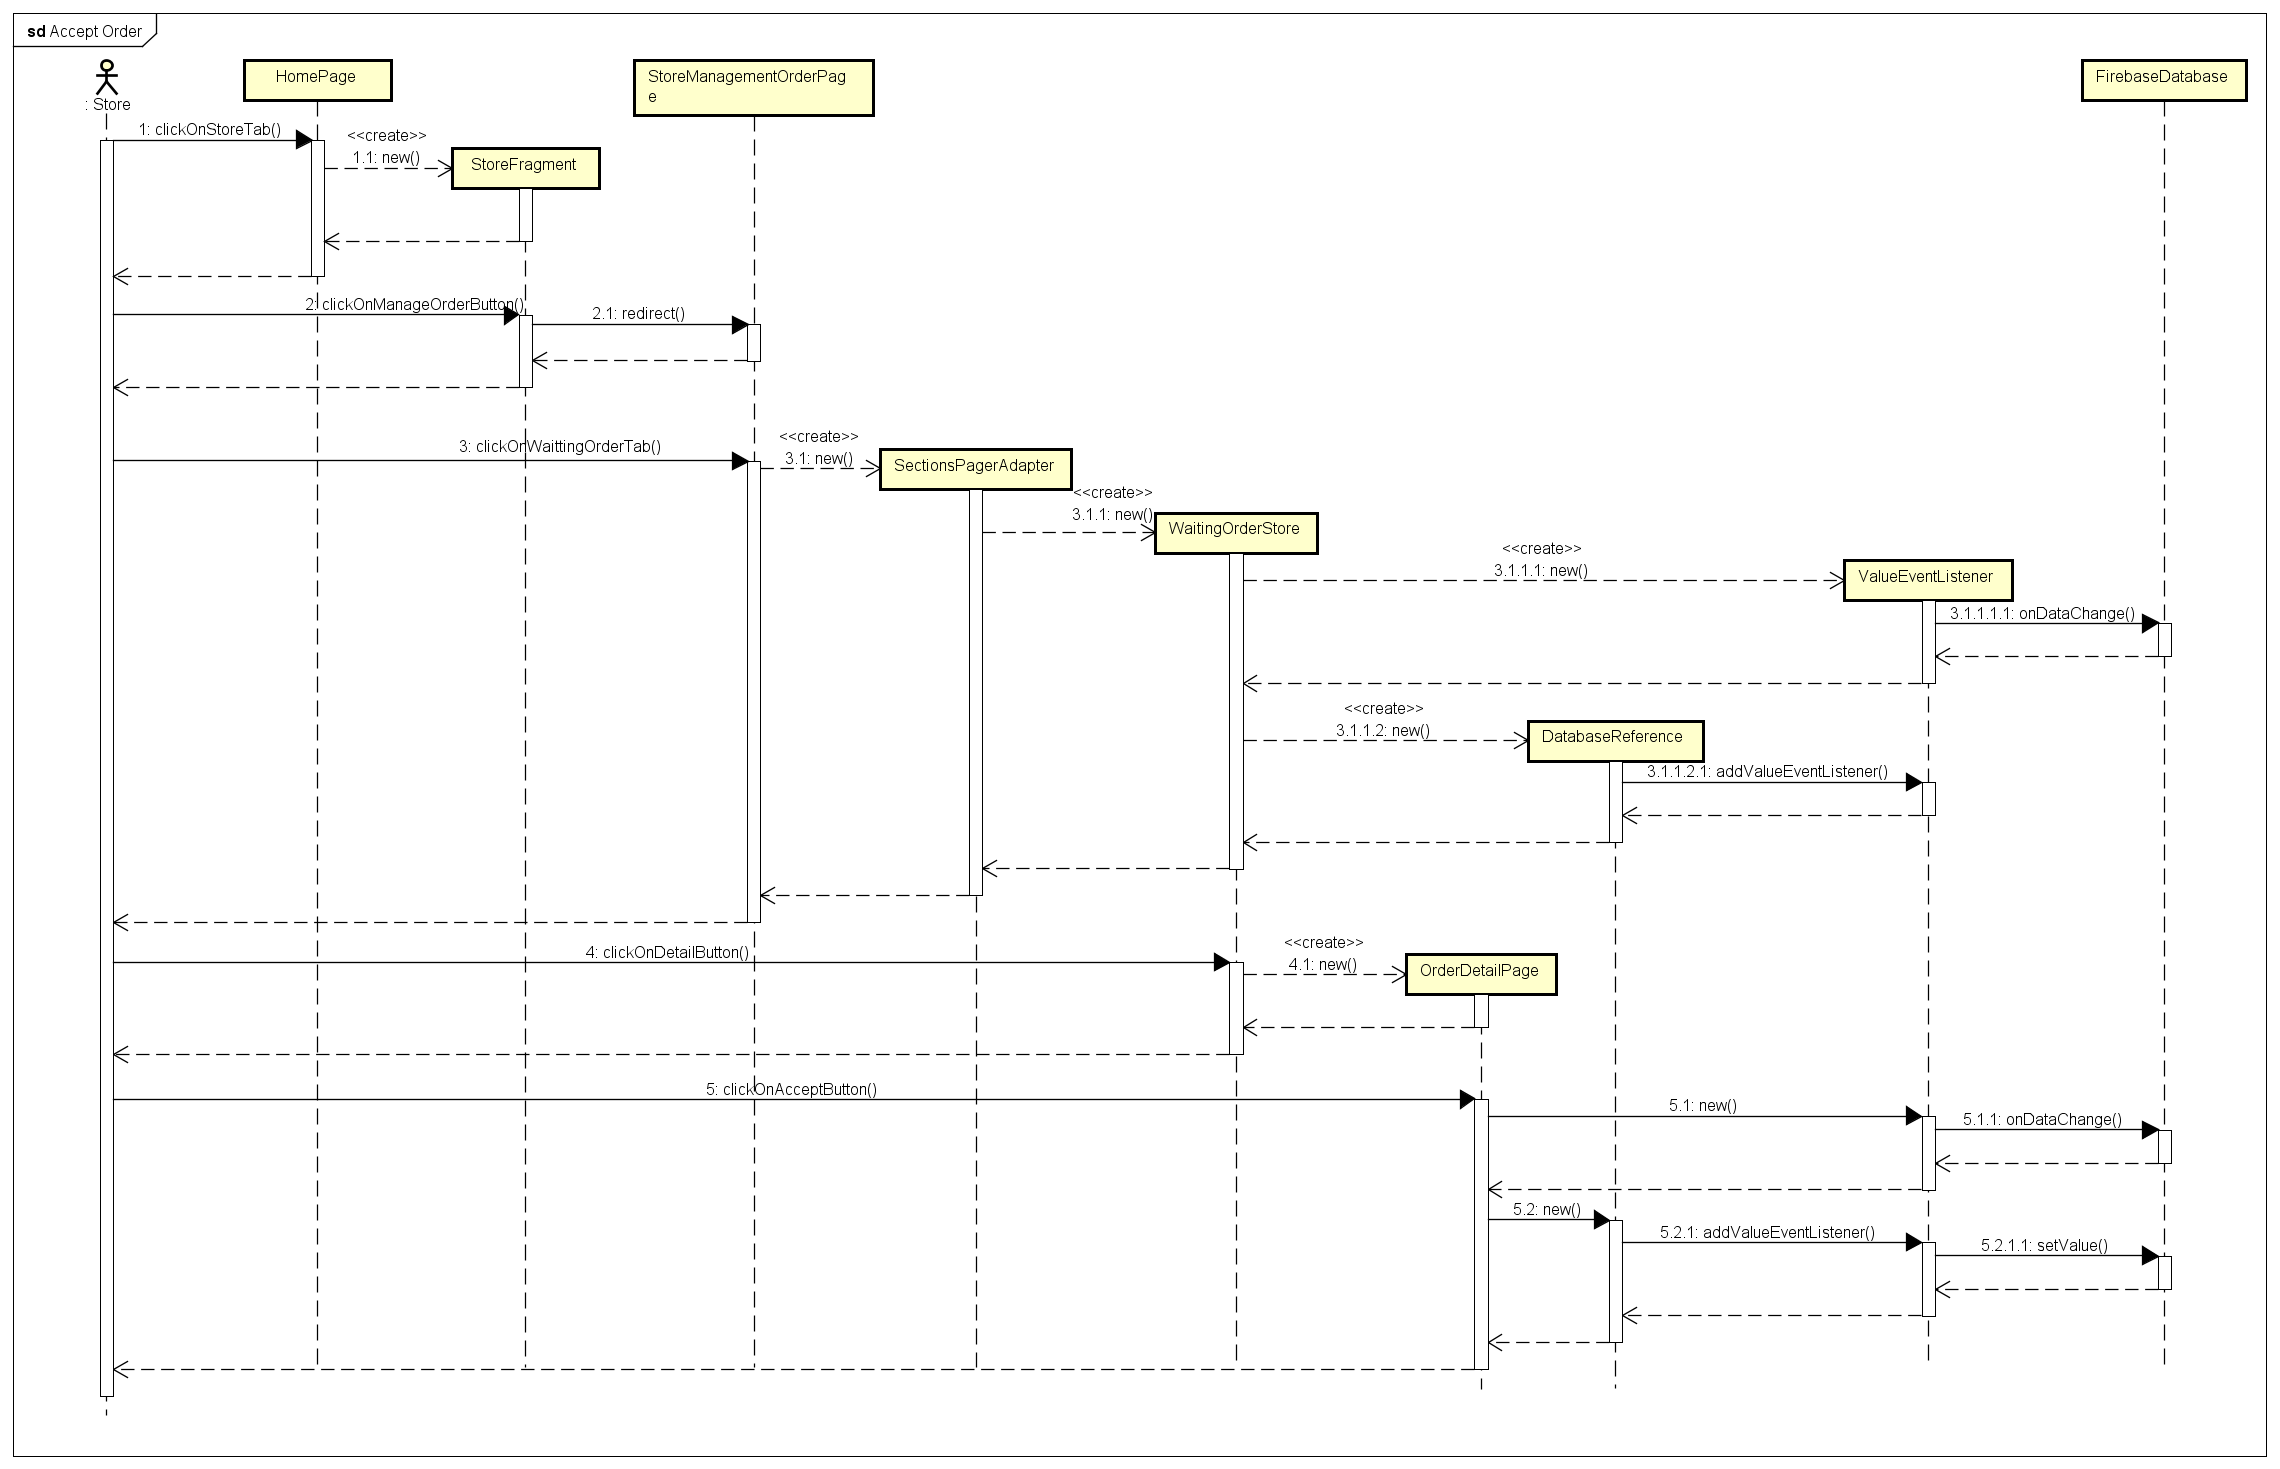 sd Accept Order
: Store
HomePage
StoreManagementOrderPag
e
FirebaseDatabase
1: clickOnStoreTab()
<<create>>
1.1: new()
StoreFragment
2: clickOnManageOrderButton()
2.1: redirect()
3: clickOnWaittingOrderTab()
<<create>>
3.1: new()
SectionsPagerAdapter
<<create>>
3.1.1: new()
WaitingOrderStore
<<create>>
3.1.1.1: new()
ValueEventListener
3.1.1.1.1: onDataChange()
<<create>>
3.1.1.2: new()
DatabaseReference
3.1.1.2.1: addValueEventListener()
4: clickOnDetailButton()
<<create>>
4.1: new()
OrderDetailPage
5: clickOnAcceptButton()
5.1: new()
5.1.1: onDataChange()
5.2: new()
5.2.1: addValueEventListener()
5.2.1.1: setValue()